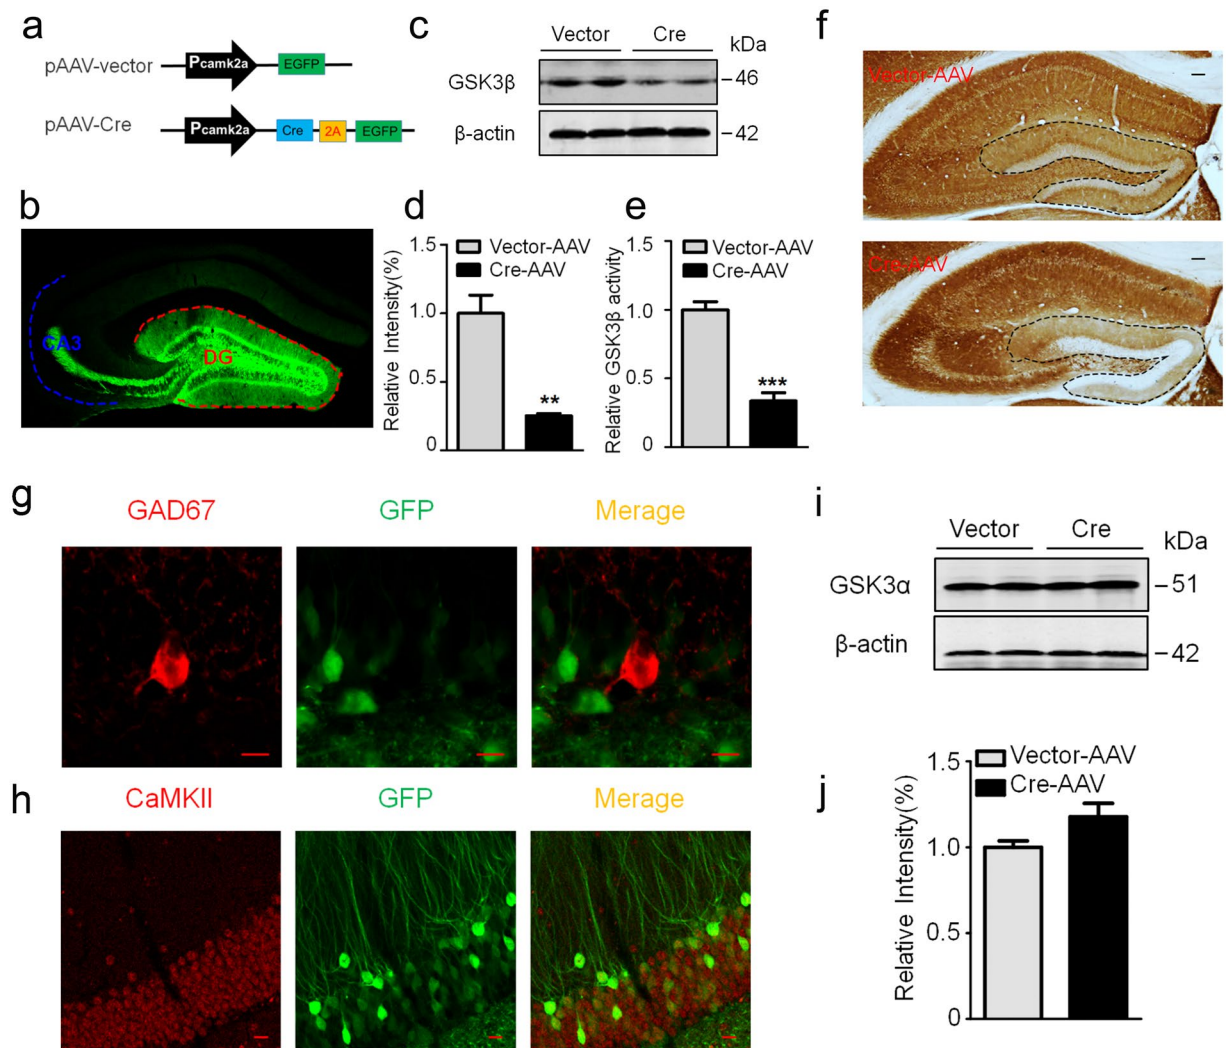 a
pAAV-vector
Pcamk2a
EGFP
pAAV-Cre
Pcamk2a
Cre
2A
EGFP
b
CA3
DG
c
Vector
Cre
kDa
GSK3β
46
β-actin
42
d
Relative Intensity(%)
1.5
1.0
0.5
0
Vector-AAV
Cre-AAV
**
e
Relative GSK3β activity
1.5
1.0
0.5
0
Vector-AAV
Cre-AAV
***
f
Vector-AAV
Cre-AAV
g
GAD67
GFP
Merage
h
CaMKII
GFP
Merage
i
Vector
Cre
kDa
GSK3α
51
β-actin
42
j
Relative Intensity(%)
1.5
1.0
0.5
0
Vector-AAV
Cre-AAV